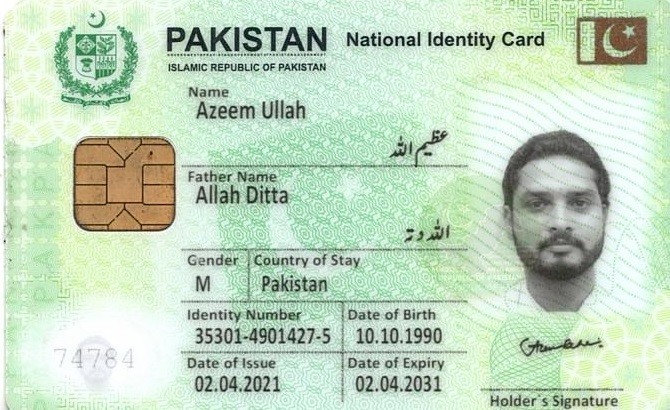 PAKISTAN National Identity Card
ISLAMIC REPUBLIC OF PAKISTAN
Name
Azeem Ullah
عظیم اللہ
Father Name
Allah Ditta
اللہ دتہ
Gender Country of Stay
M Pakistan
Identity Number Date of Birth
35301-4901427-5 10.10.1990
Date of Issue Date of Expiry
02.04.2021 02.04.2031
74784
Holder`s Signature